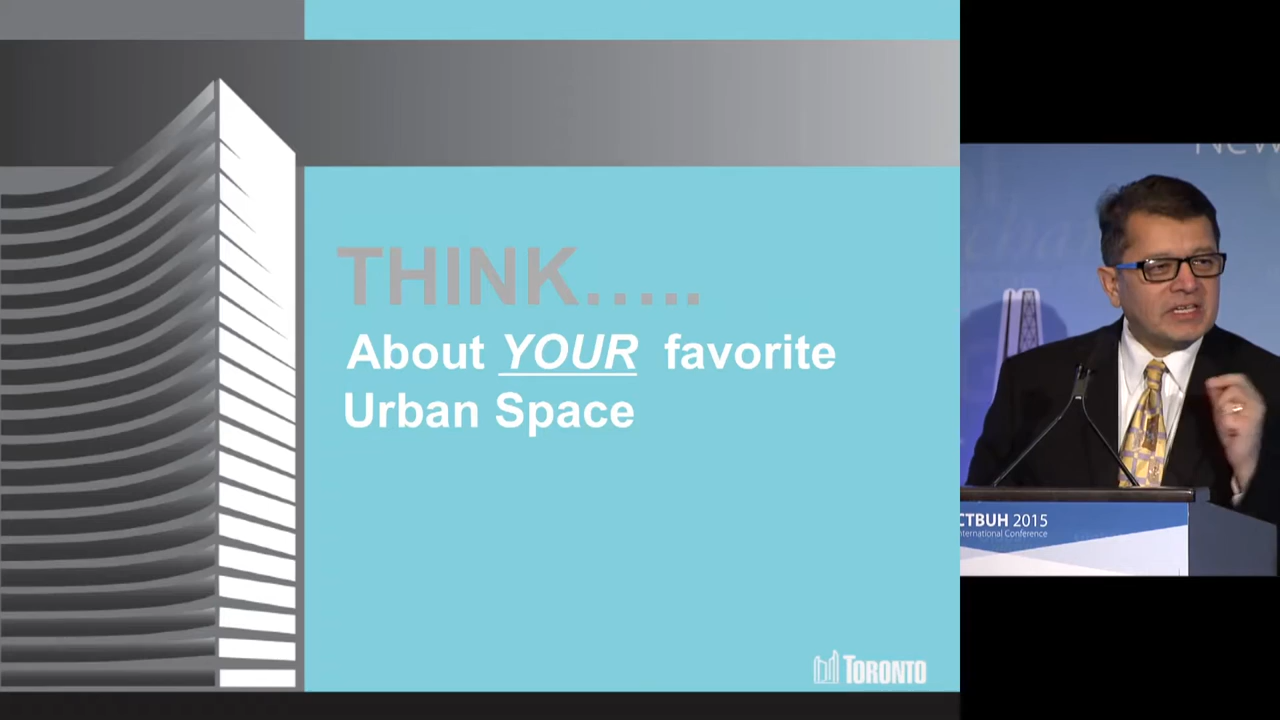 THINK.....
About YOUR favorite
Urban Space
TORONTO
CTBUH 2015
International Conference